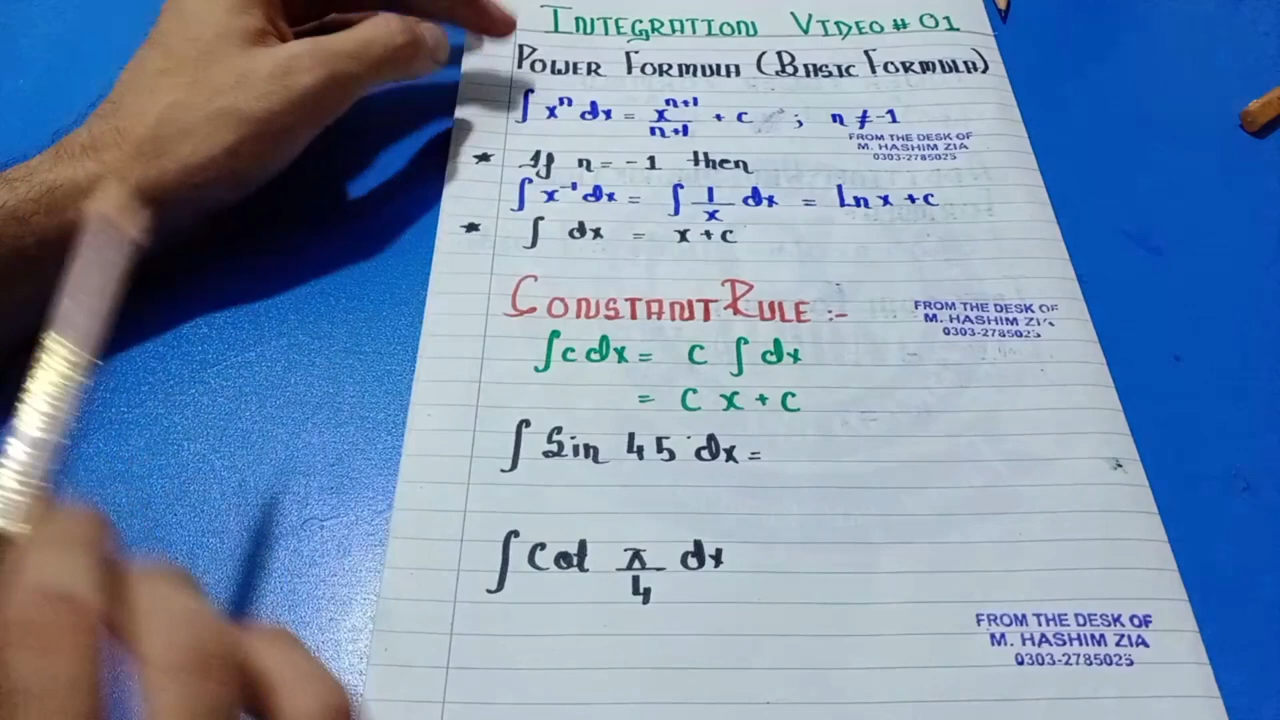 INTEGRATION VIDEO # 01
POWER FORMULA (BASIC FORMULA)
∫ xⁿ dx = xⁿ⁺¹/n+1 + c ; n ≠ -1
FROM THE DESK OF
M. HASHIM ZIA
0303-2785025
* If n = -1 then
∫ x⁻¹ dx = ∫ 1/x dx = ln x + c
* ∫ dx = x + c
CONSTANT RULE :-
FROM THE DESK OF
M. HASHIM ZIA
0303-2785025
∫ c dx = c ∫ dx
= c x + c
∫ Sin 45° dx =
∫ Cot π/4 dx
FROM THE DESK OF
M. HASHIM ZIA
0303-2785025